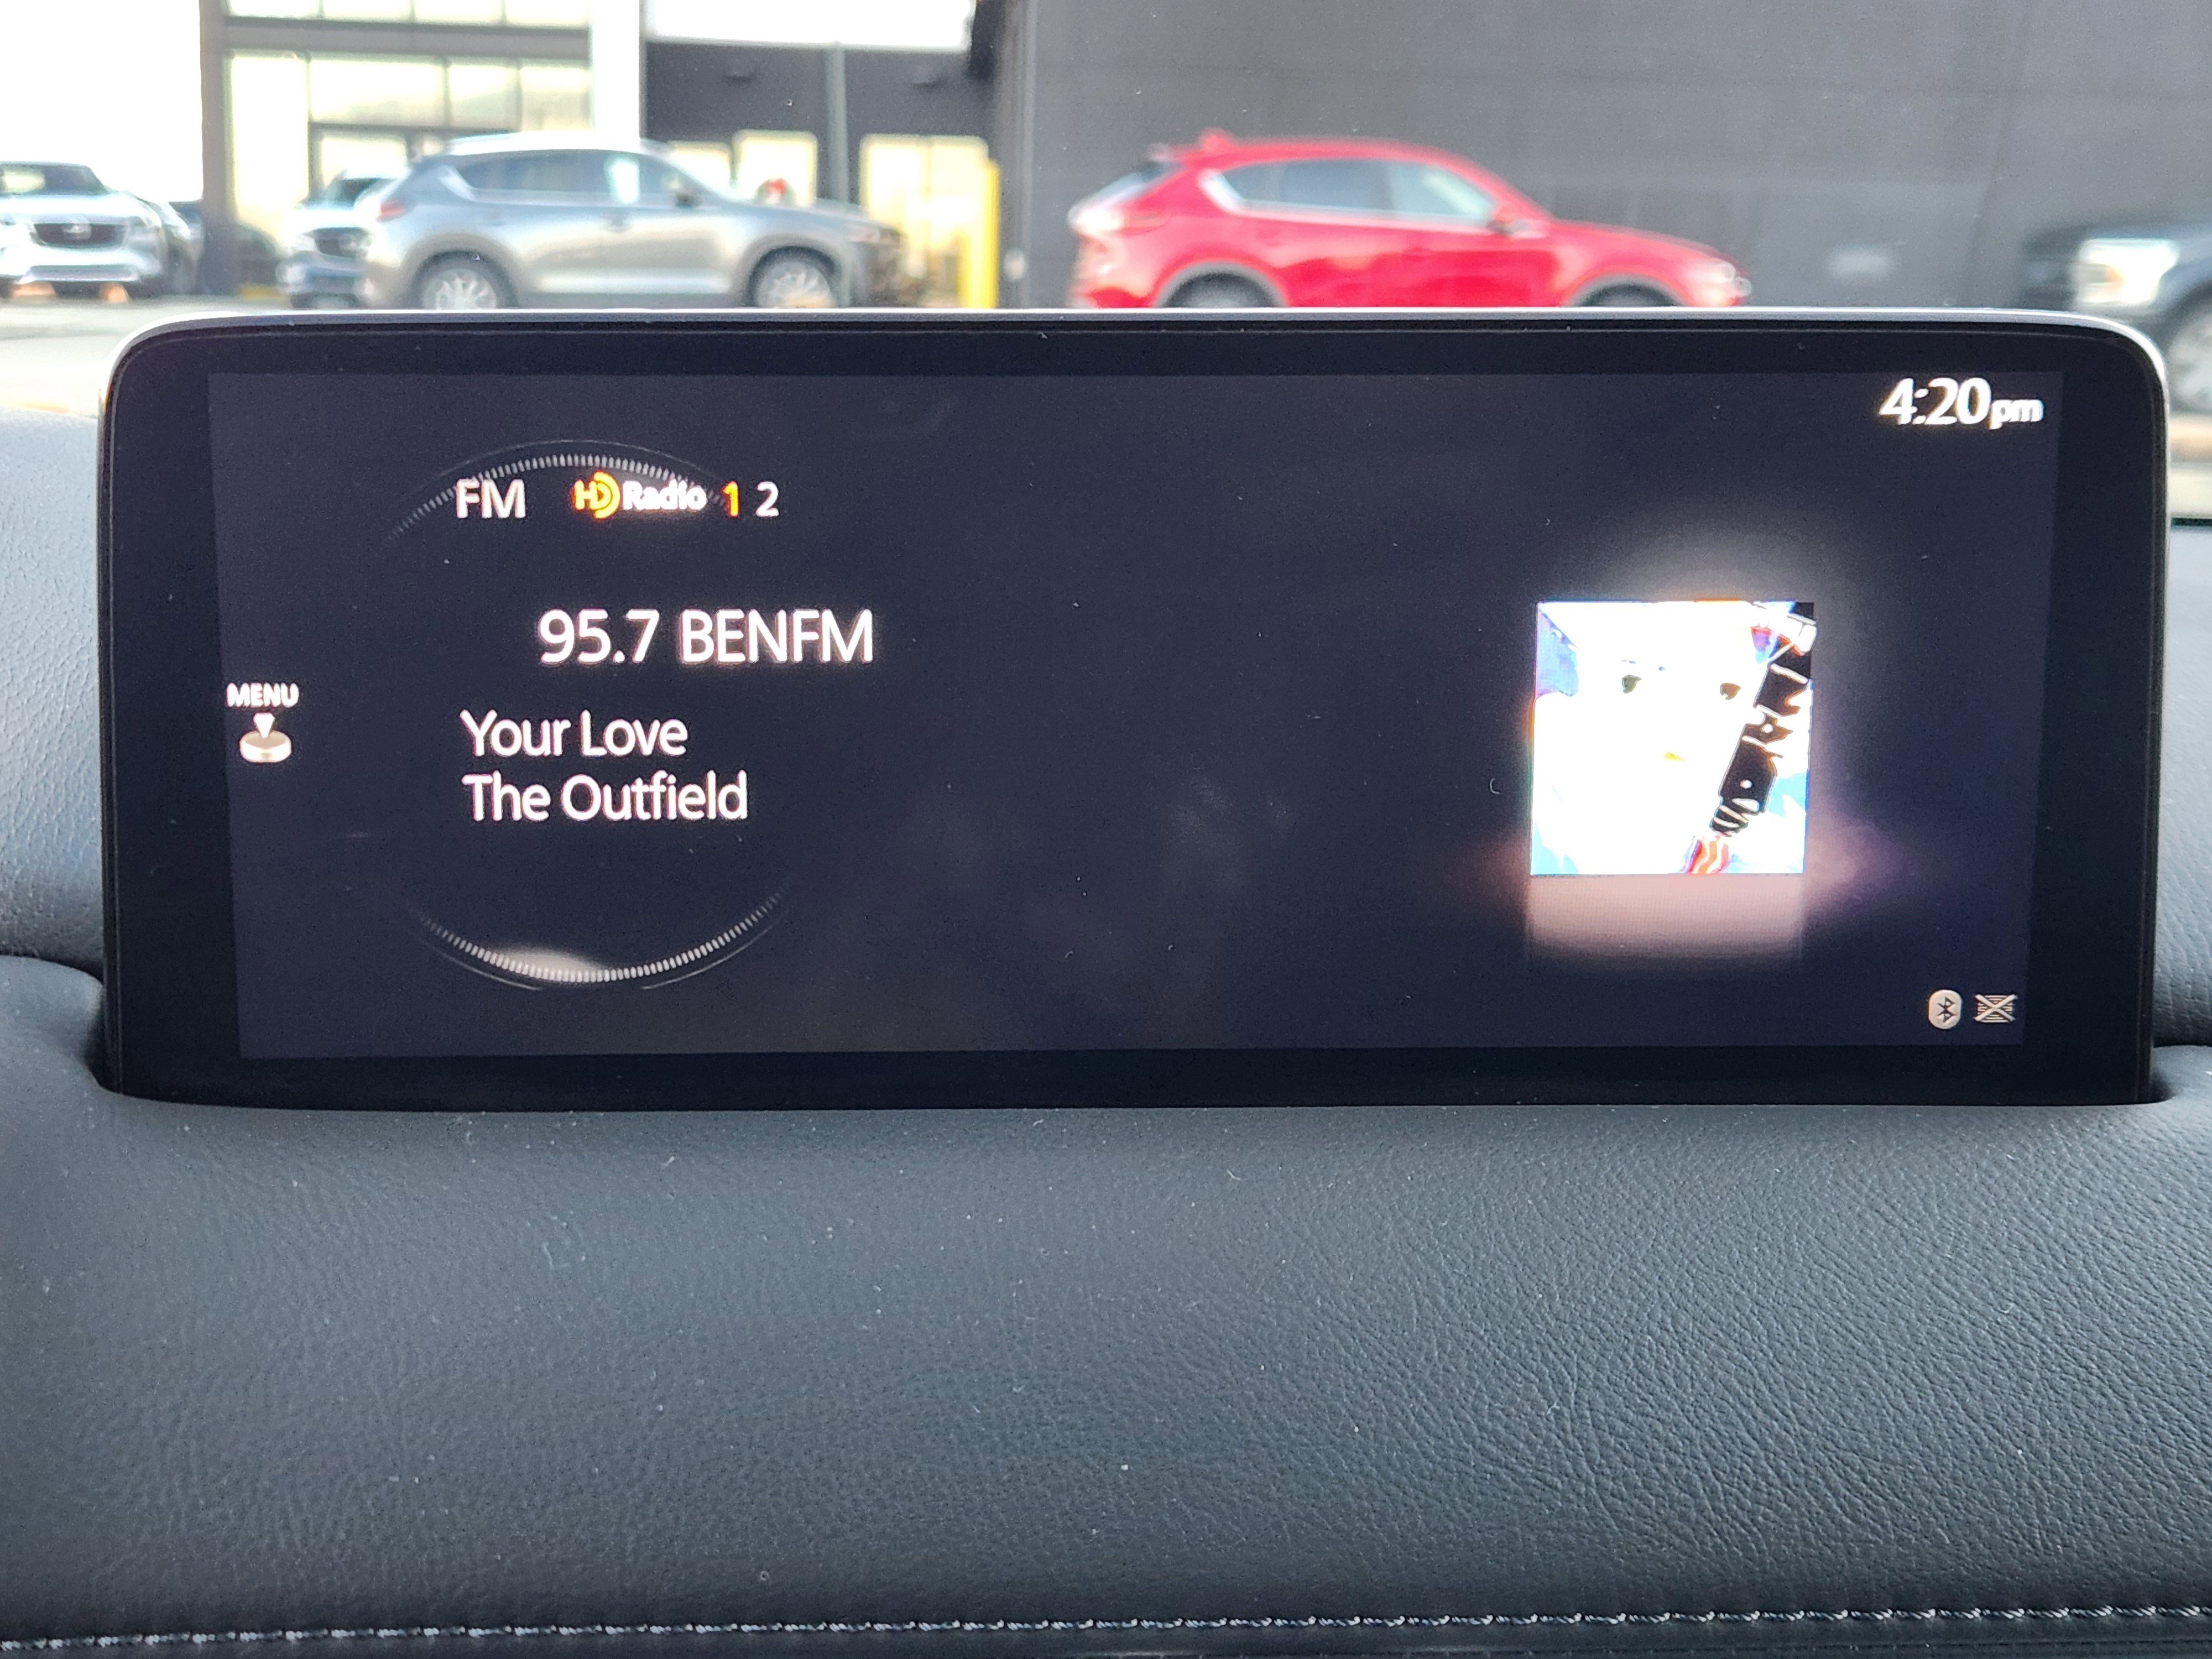 4:20pm
FM HD Radio 1 2
95.7 BENFM
MENU
Your Love
The Outfield